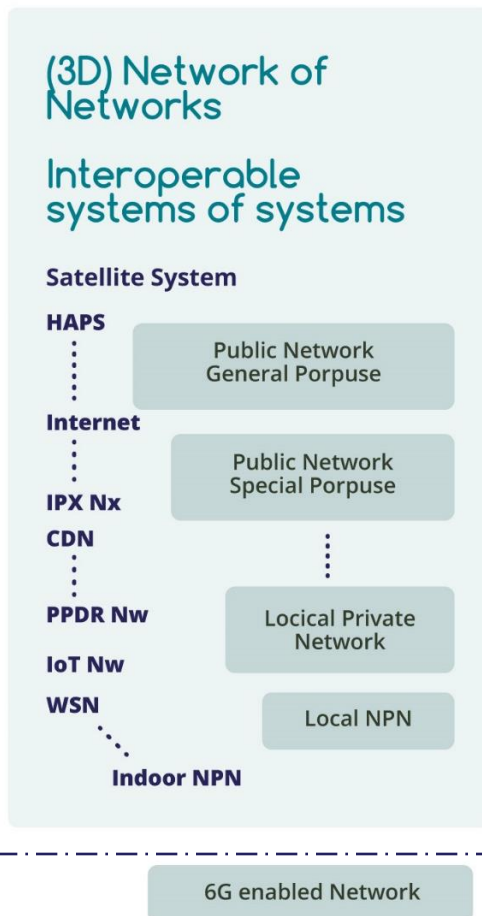 (3D) Network of
Networks
Interoperable
systems of systems
Satellite System
HAPS
Public Network
General Porpuse
Internet
Public Network
Special Porpuse
IPX Nx
CDN
PPDR Nw
Locical Private
Network
IoT Nw
WSN
Local NPN
Indoor NPN
6G enabled Network